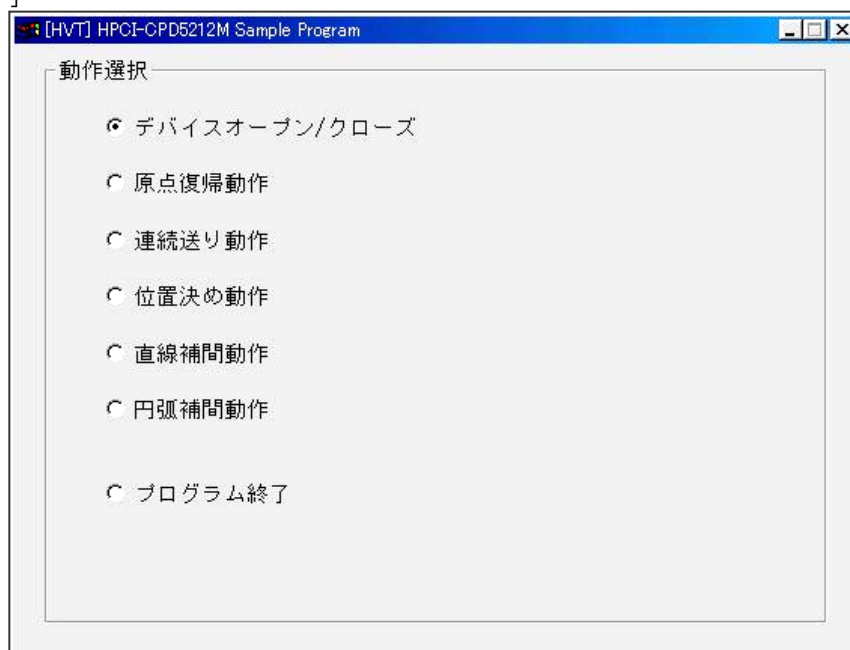 ]
[HVT] HPCI-CPD5212M Sample Program
動作選択
デバイスオープン/クローズ
原点復帰動作
連続送り動作
位置決め動作
直線補間動作
円弧補間動作
プログラム終了